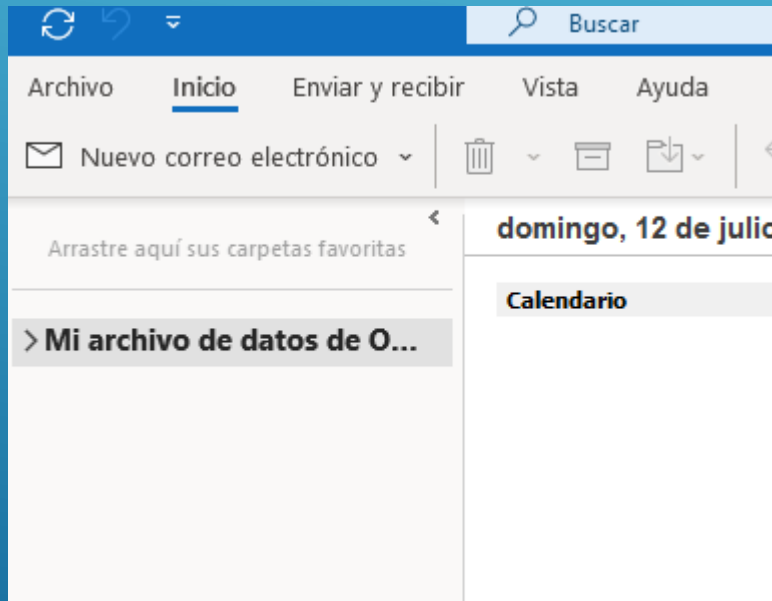 Buscar
Archivo Inicio Enviar y recibir Vista Ayuda
Nuevo correo electrónico
Arrastre aquí sus carpetas favoritas
domingo, 12 de julio
Calendario
Mi archivo de datos de O...